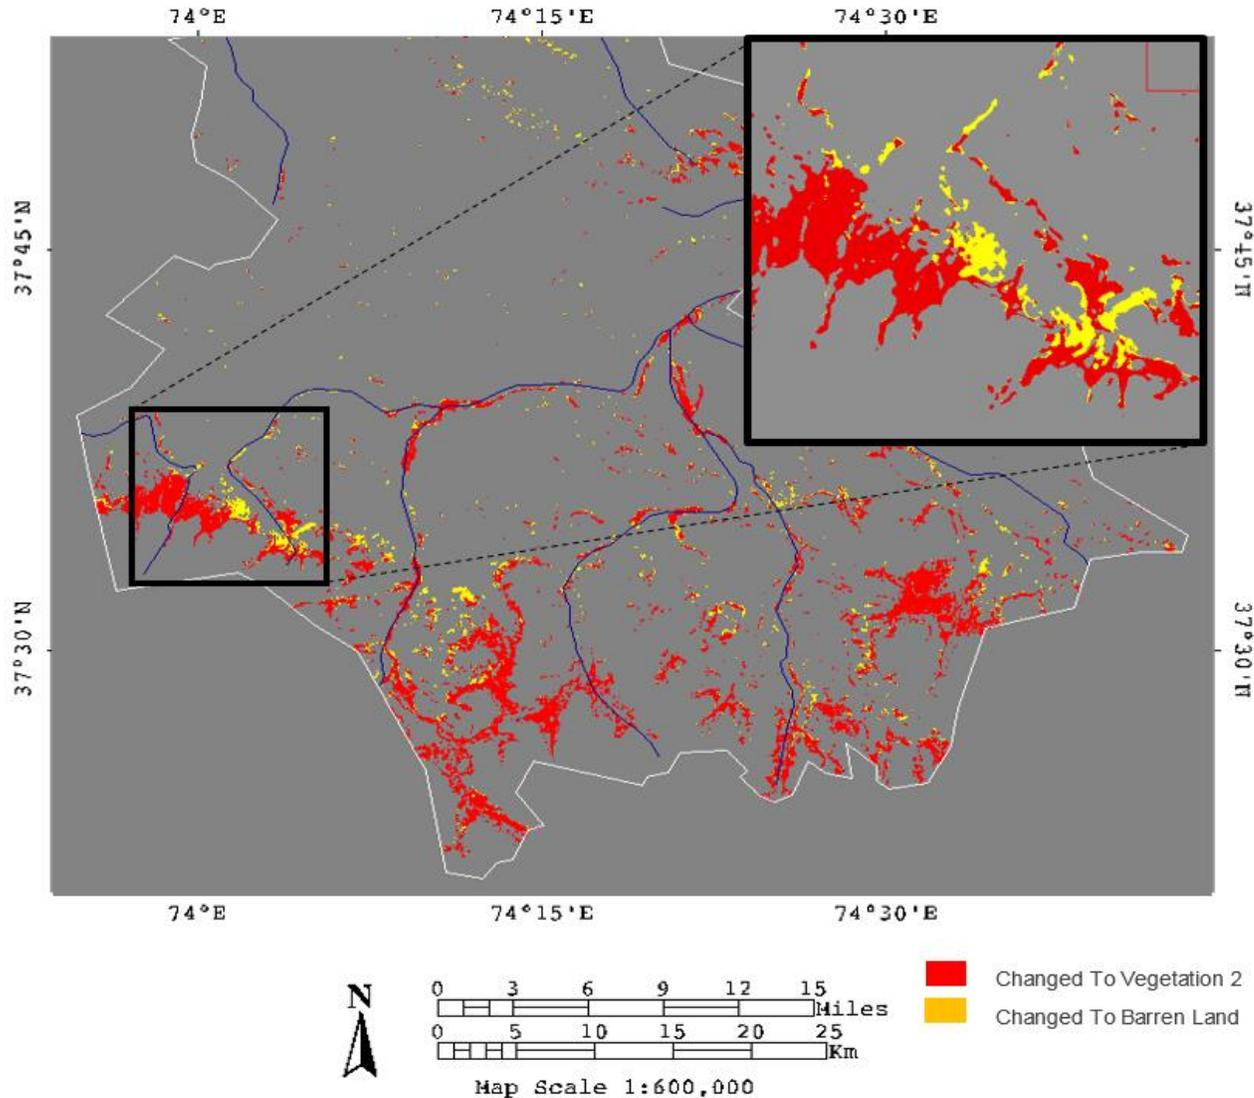 74°E 74°15'E 74°30'E
37°45'N 37°45'N
37°30'N 37°30'N
74°E 74°15'E 74°30'E
N
0 3 6 9 12 15
Miles
0 5 10 15 20 25
Km
Map Scale 1:600,000
Changed To Vegetation 2
Changed To Barren Land